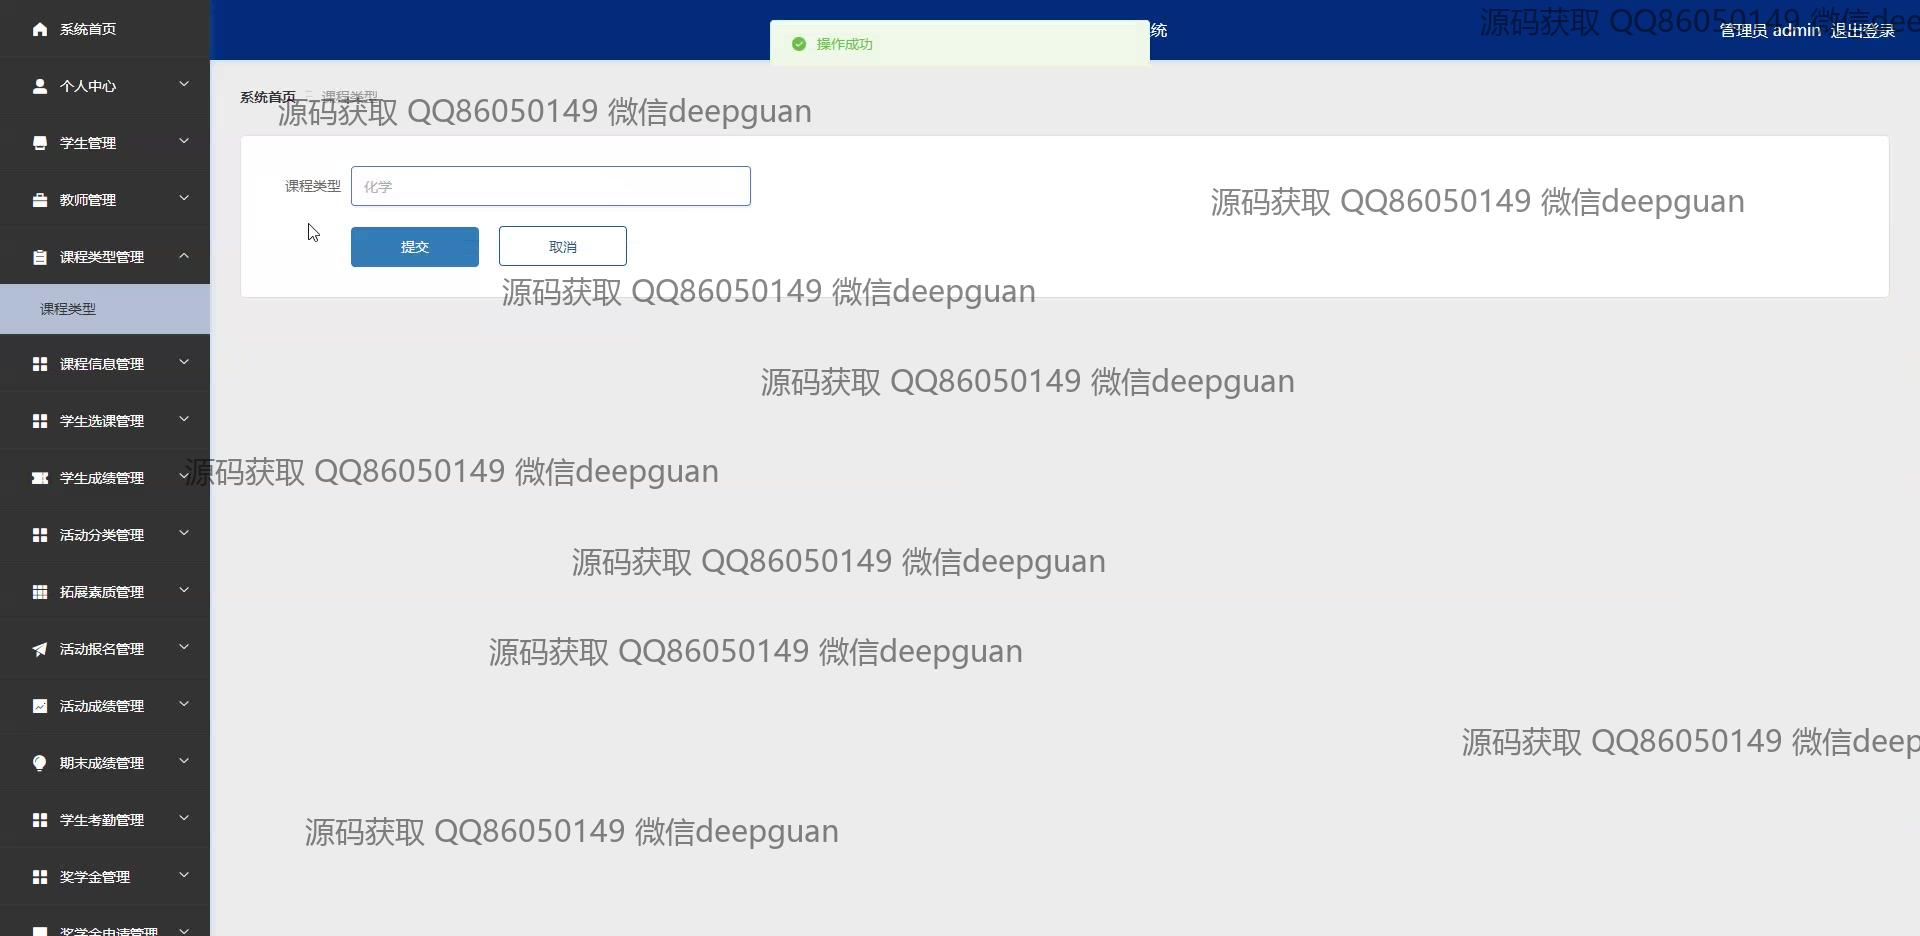 系统首页
个人中心
学生管理
教师管理
课程类型管理
课程类型
课程信息管理
学生选课管理
学生成绩管理
活动分类管理
拓展素质管理
活动报名管理
活动成绩管理
期末成绩管理
学生考勤管理
奖学金管理
奖学金申请管理
操作成功
统
管理员 admin 退出登录
源码获取 QQ86050149 微信dee
系统首页 课程类型
源码获取 QQ86050149 微信deepguan
课程类型 化学
源码获取 QQ86050149 微信deepguan
提交 取消
源码获取 QQ86050149 微信deepguan
源码获取 QQ86050149 微信deepguan
源码获取 QQ86050149 微信deepguan
源码获取 QQ86050149 微信deepguan
源码获取 QQ86050149 微信deepguan
源码获取 QQ86050149 微信deep
源码获取 QQ86050149 微信deepguan